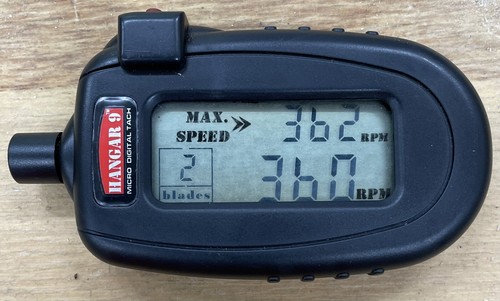 HANGAR 9
MICRO DIGITAL TACH
MAX.
SPEED
362 RPM
2
blades
360 RPM